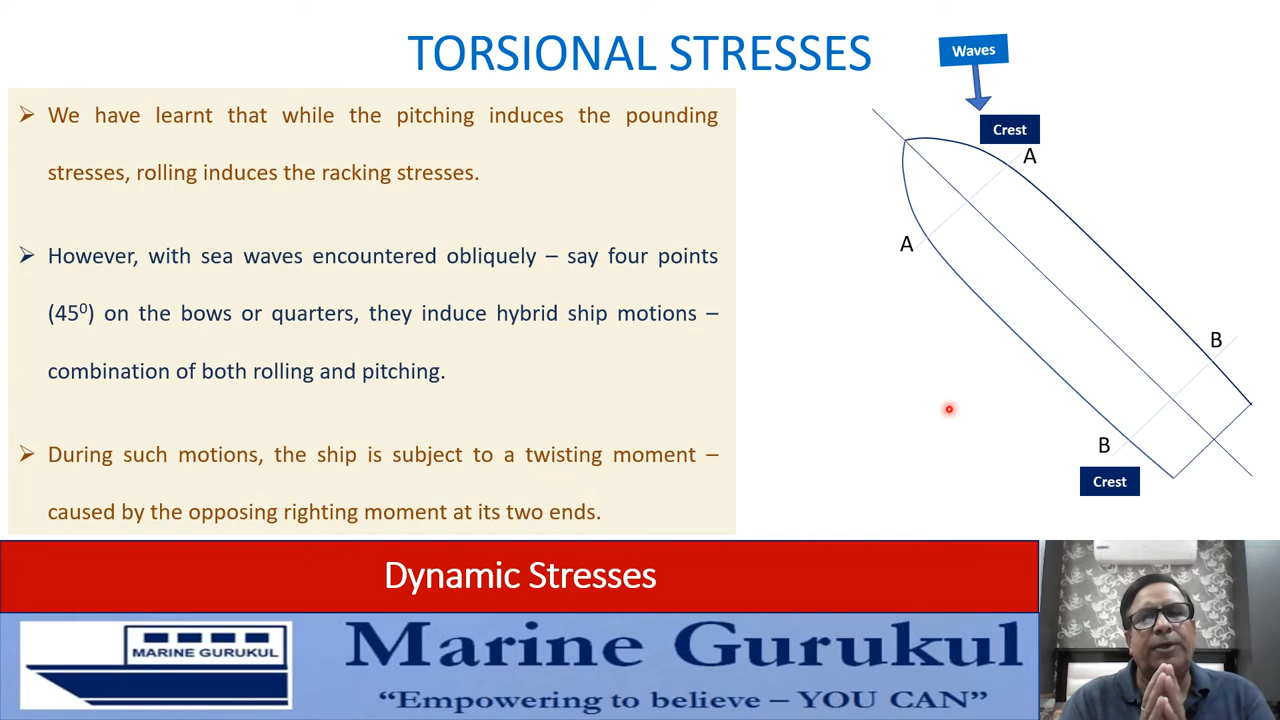 TORSIONAL STRESSES
➢ We have learnt that while the pitching induces the pounding
stresses, rolling induces the racking stresses.
➢ However, with sea waves encountered obliquely – say four points
(45⁰) on the bows or quarters, they induce hybrid ship motions –
combination of both rolling and pitching.
➢ During such motions, the ship is subject to a twisting moment –
caused by the opposing righting moment at its two ends.
Waves
Crest
A
A
B
B
Crest
Dynamic Stresses
MARINE GURUKUL
Marine Gurukul
“Empowering to believe – YOU CAN”